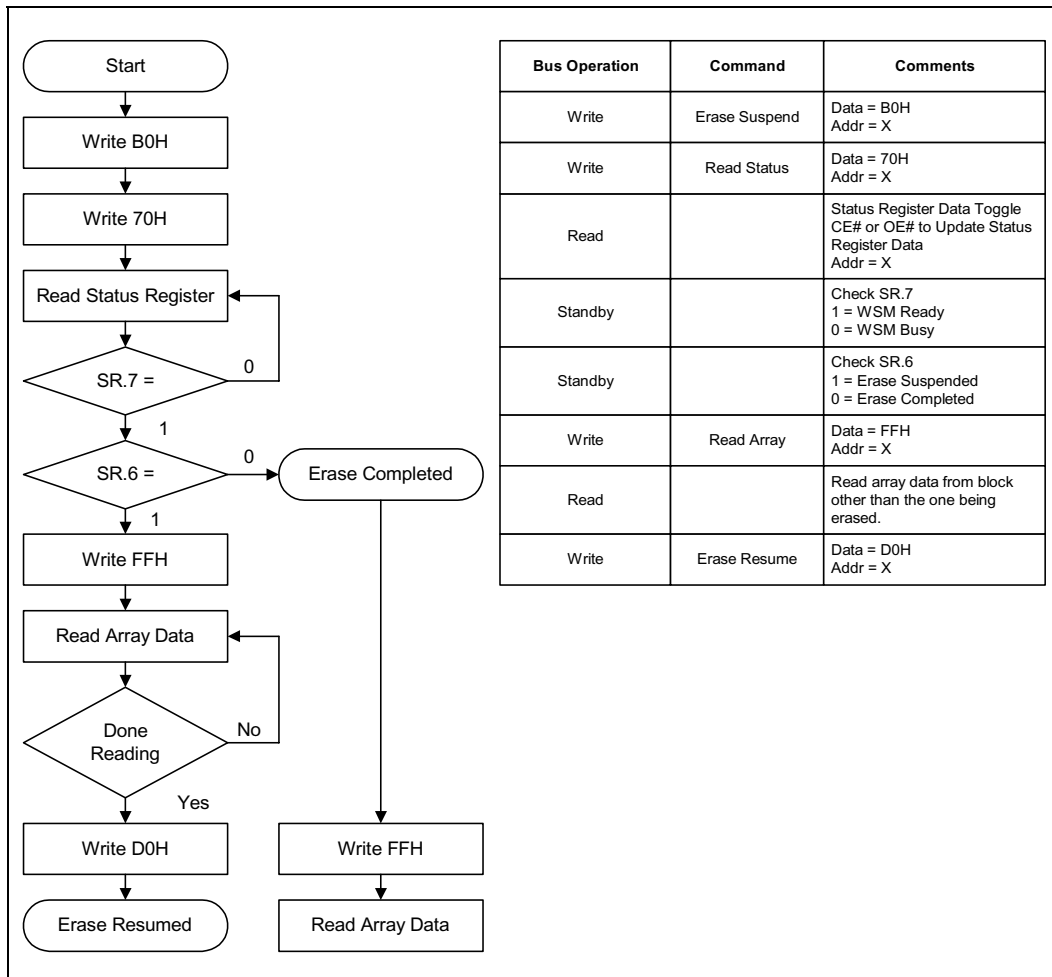 Start
Write B0H
Write 70H
Read Status Register
SR.7 =
0
1
SR.6 =
0
Erase Completed
1
Write FFH
Read Array Data
Done
Reading
No
Yes
Write D0H
Write FFH
Erase Resumed
Read Array Data
Bus Operation Command Comments
Write Erase Suspend Data = B0H
Addr = X
Write Read Status Data = 70H
Addr = X
Read Status Register Data Toggle
CE# or OE# to Update Status
Register Data
Addr = X
Standby Check SR.7
1 = WSM Ready
0 = WSM Busy
Standby Check SR.6
1 = Erase Suspended
0 = Erase Completed
Write Read Array Data = FFH
Addr = X
Read Read array data from block
other than the one being
erased.
Write Erase Resume Data = D0H
Addr = X